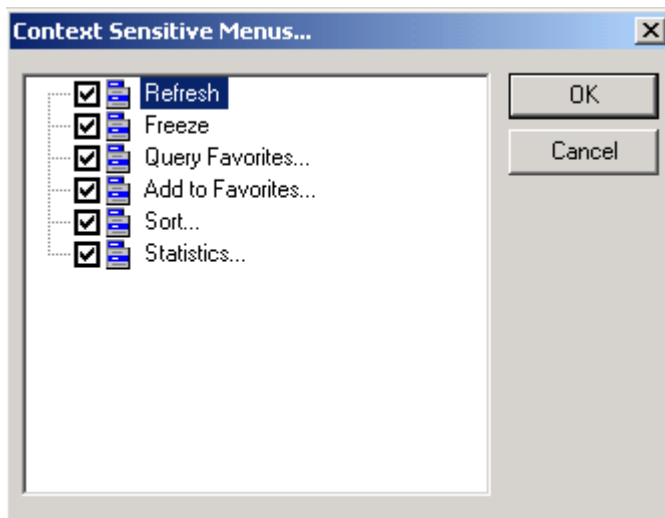 Context Sensitive Menus...
Refresh
Freeze
Query Favorites...
Add to Favorites...
Sort...
Statistics...
OK
Cancel